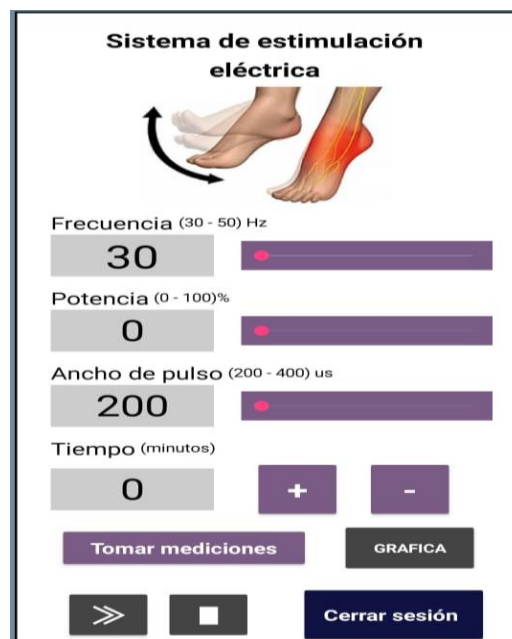 Sistema de estimulación
eléctrica
Frecuencia (30 - 50) Hz
30
Potencia (0 - 100)%
0
Ancho de pulso (200 - 400) us
200
Tiempo (minutos)
0
+ -
Tomar mediciones GRAFICA
Cerrar sesión